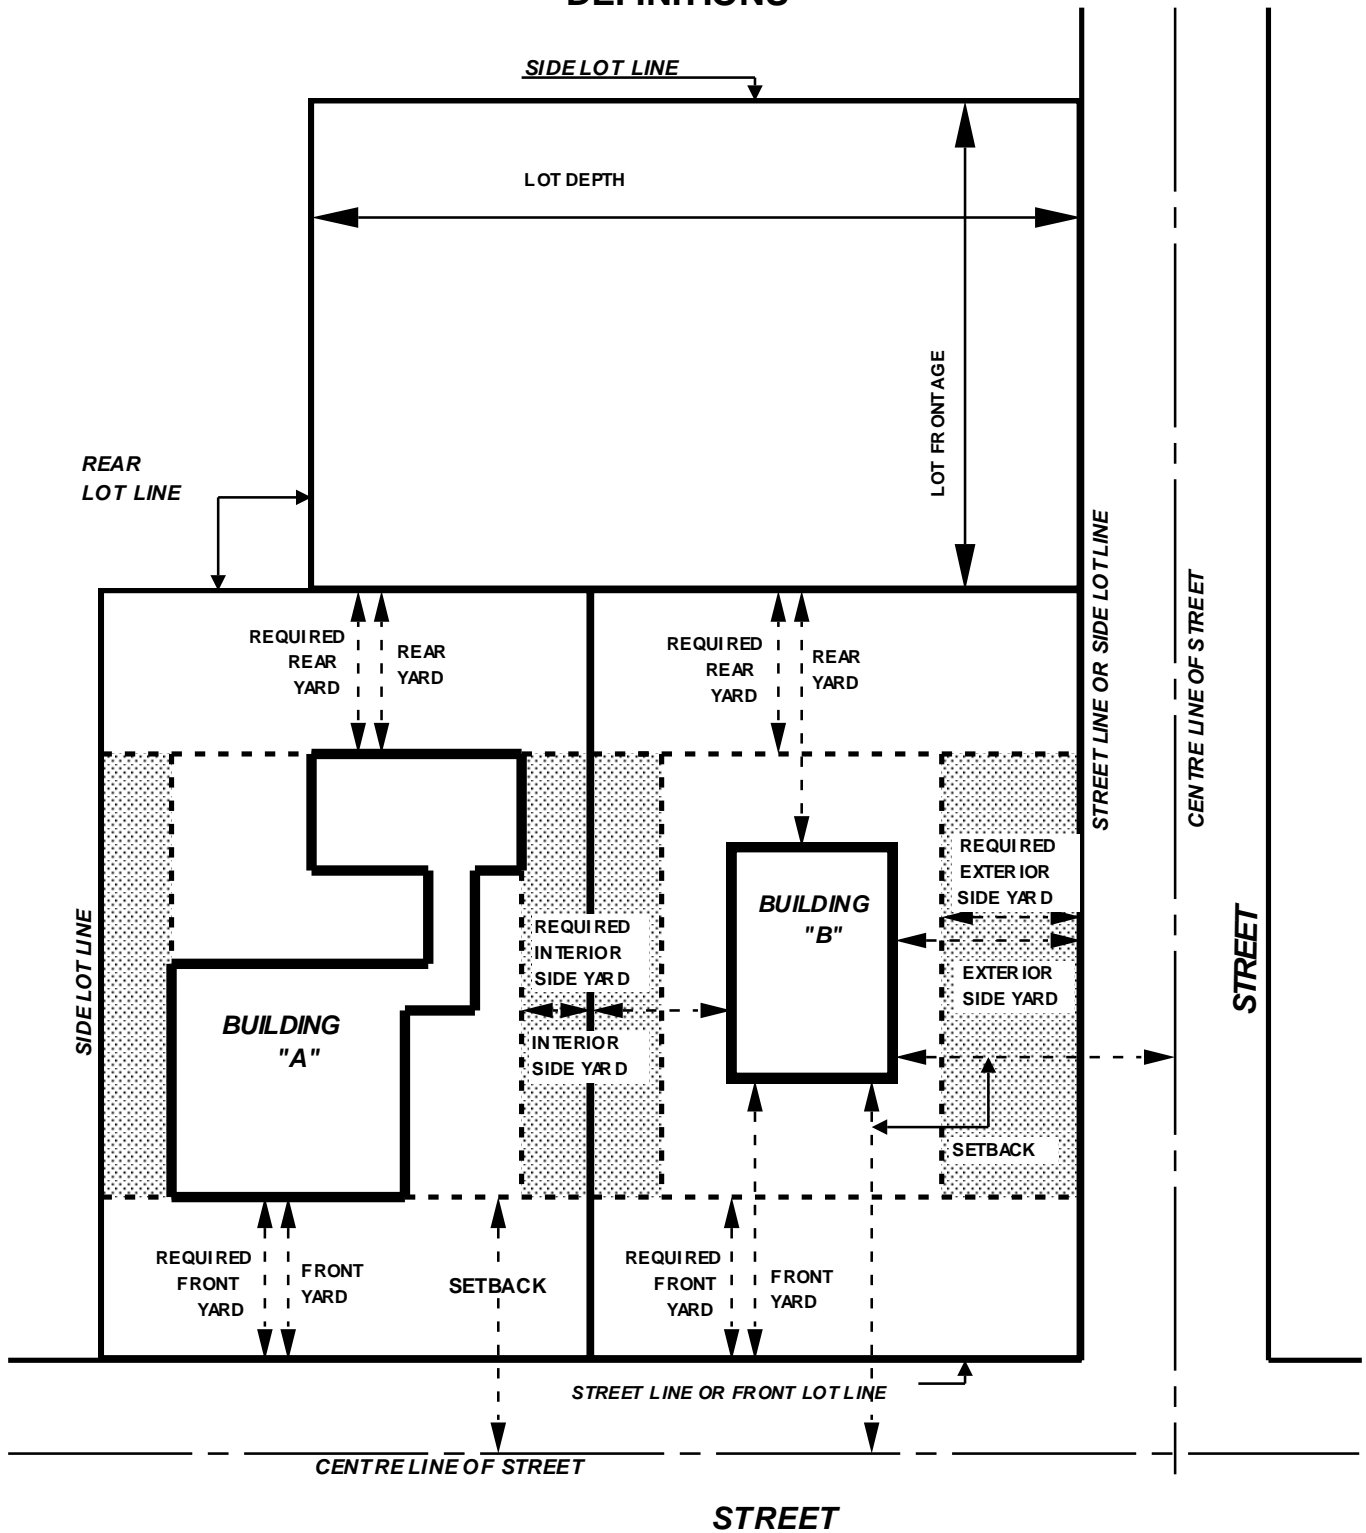 DEFINITIONS
SIDE LOT LINE
LOT DEPTH
LOT FRONTAGE
REAR
LOT LINE
STREET LINE OR SIDE LOT LINE
CENTRE LINE OF STREET
REQUIRED
REAR
YARD
REAR
YARD
REQUIRED
REAR
YARD
REAR
YARD
REQUIRED
EXTERIOR
SIDE YARD
BUILDING
"B"
SIDE LOT LINE
REQUIRED
INTERIOR
SIDE YARD
EXTERIOR
SIDE YARD
STREET
BUILDING
"A"
INTERIOR
SIDE YARD
SETBACK
REQUIRED
FRONT
YARD
FRONT
YARD
SETBACK
REQUIRED
FRONT
YARD
FRONT
YARD
STREET LINE OR FRONT LOT LINE
CENTRE LINE OF STREET
STREET